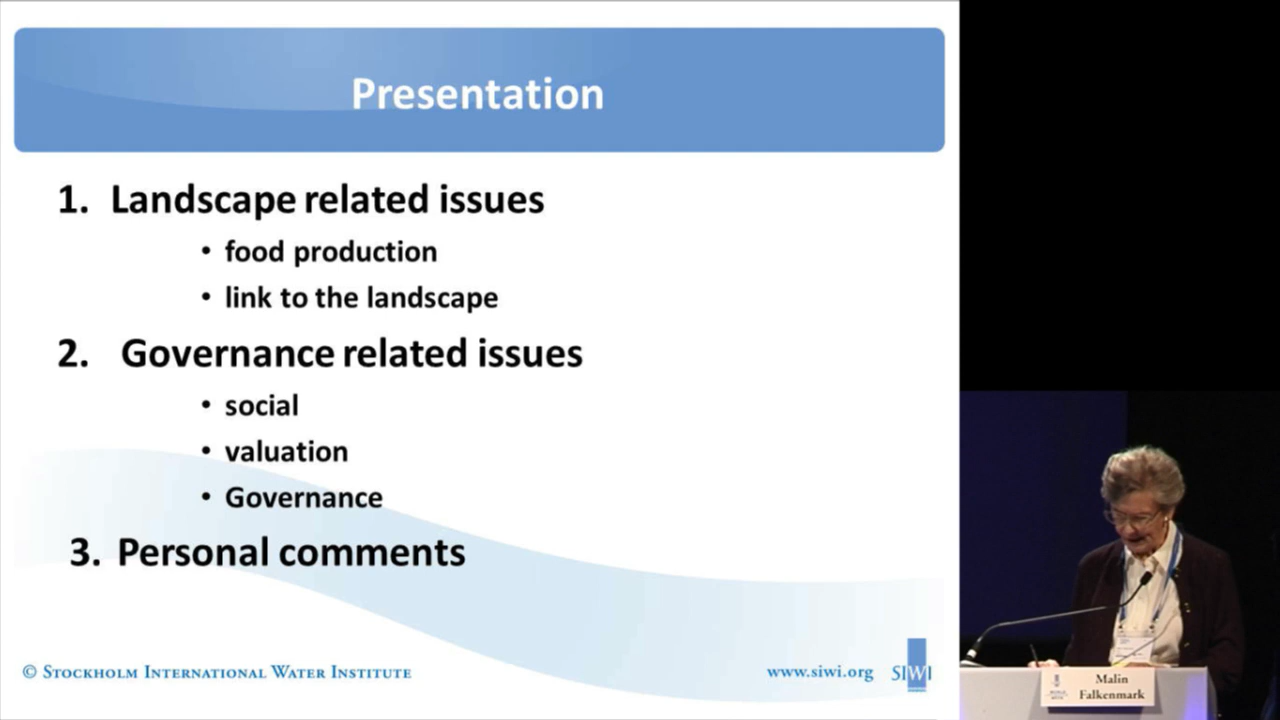 Presentation
1. Landscape related issues
• food production
• link to the landscape
2. Governance related issues
• social
• valuation
• Governance
3. Personal comments
© STOCKHOLM INTERNATIONAL WATER INSTITUTE
www.siwi.org
SIWI
Malin
Falkenmark